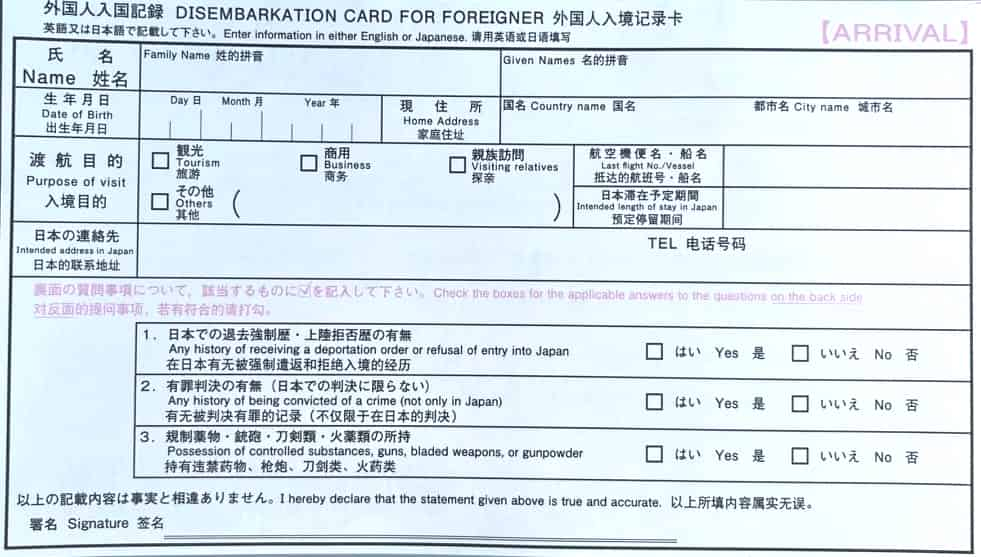 外国人入国記録 DISEMBARKATION CARD FOR FOREIGNER 外国人入境记录卡
英語又は日本語で記載して下さい。Enter information in either English or Japanese. 请用英语或日语填写
【ARRIVAL】
氏 名
Name 姓名
Family Name 姓的拼音
Given Names 名的拼音
生年月日
Date of Birth
出生年月日
Day 日 Month 月 Year 年
現 住 所
Home Address
家庭住址
国名 Country name 国名
都市名 City name 城市名
渡航目的
Purpose of visit
入境目的
観光
Tourism
旅游
商用
Business
商务
親族訪問
Visiting relatives
探亲
その他
Others
其他
( )
航空機便名・船名
Last flight No./Vessel
抵达的航班号・船名
日本滞在予定期間
Intended length of stay in Japan
预定停留期间
日本の連絡先
Intended address in Japan
日本的联系地址
TEL 电话号码
裏面の質問事項について、該当するものに☑を記入して下さい。Check the boxes for the applicable answers to the questions on the back side
对反面的提问事项，若有符合的请打勾。
1. 日本での退去強制歴・上陸拒否歴の有無
Any history of receiving a deportation order or refusal of entry into Japan
在日本有无被强制遣返和拒绝入境的经历
はい Yes 是 いいえ No 否
2. 有罪判決の有無（日本での判決に限らない）
Any history of being convicted of a crime (not only in Japan)
有无被判决有罪的记录（不仅限于在日本的判决）
はい Yes 是 いいえ No 否
3. 規制薬物・銃砲・刀剣類・火薬類の所持
Possession of controlled substances, guns, bladed weapons, or gunpowder
持有违禁药物、枪炮、刀剑类、火药类
はい Yes 是 いいえ No 否
以上の記載内容は事実と相違ありません。I hereby declare that the statement given above is true and accurate. 以上所填内容属实无误。
署名 Signature 签名